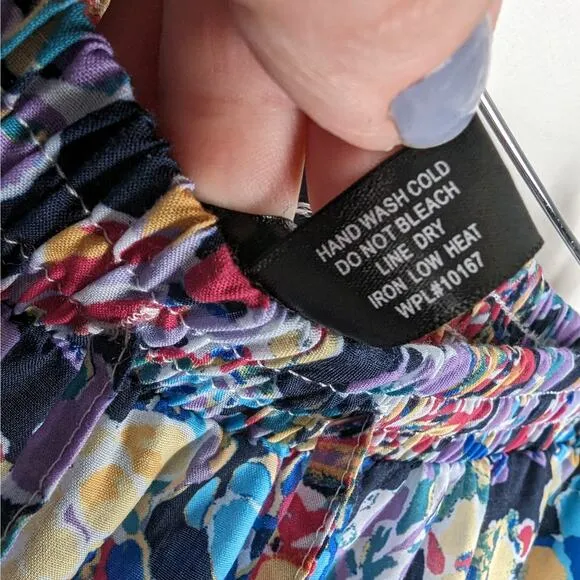 HAND WASH COLD
DO NOT BLEACH
LINE DRY
IRON LOW HEAT
WPL#10167